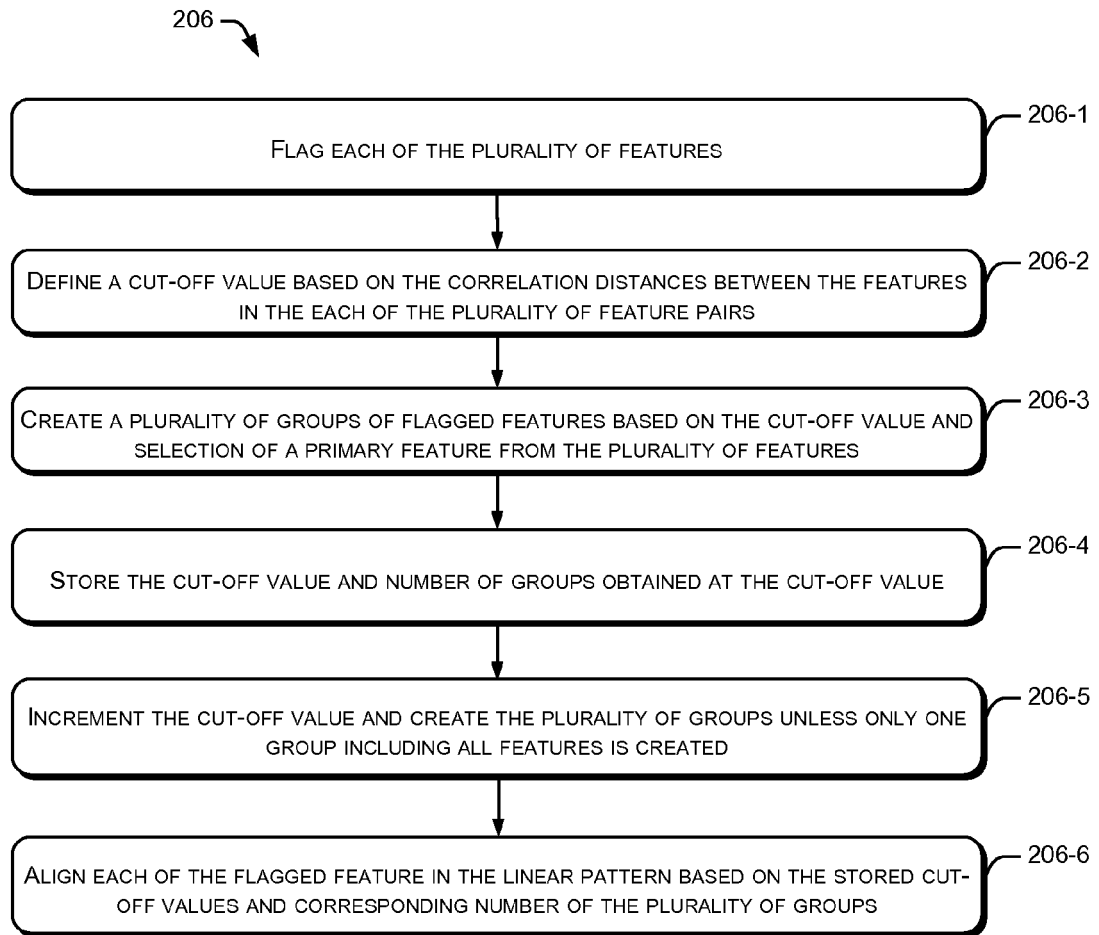 206
206-1
FLAG EACH OF THE PLURALITY OF FEATURES
206-2
DEFINE A CUT-OFF VALUE BASED ON THE CORRELATION DISTANCES BETWEEN THE FEATURES
IN THE EACH OF THE PLURALITY OF FEATURE PAIRS
206-3
CREATE A PLURALITY OF GROUPS OF FLAGGED FEATURES BASED ON THE CUT-OFF VALUE AND
SELECTION OF A PRIMARY FEATURE FROM THE PLURALITY OF FEATURES
206-4
STORE THE CUT-OFF VALUE AND NUMBER OF GROUPS OBTAINED AT THE CUT-OFF VALUE
206-5
INCREMENT THE CUT-OFF VALUE AND CREATE THE PLURALITY OF GROUPS UNLESS ONLY ONE
GROUP INCLUDING ALL FEATURES IS CREATED
206-6
ALIGN EACH OF THE FLAGGED FEATURE IN THE LINEAR PATTERN BASED ON THE STORED CUT-
OFF VALUES AND CORRESPONDING NUMBER OF THE PLURALITY OF GROUPS